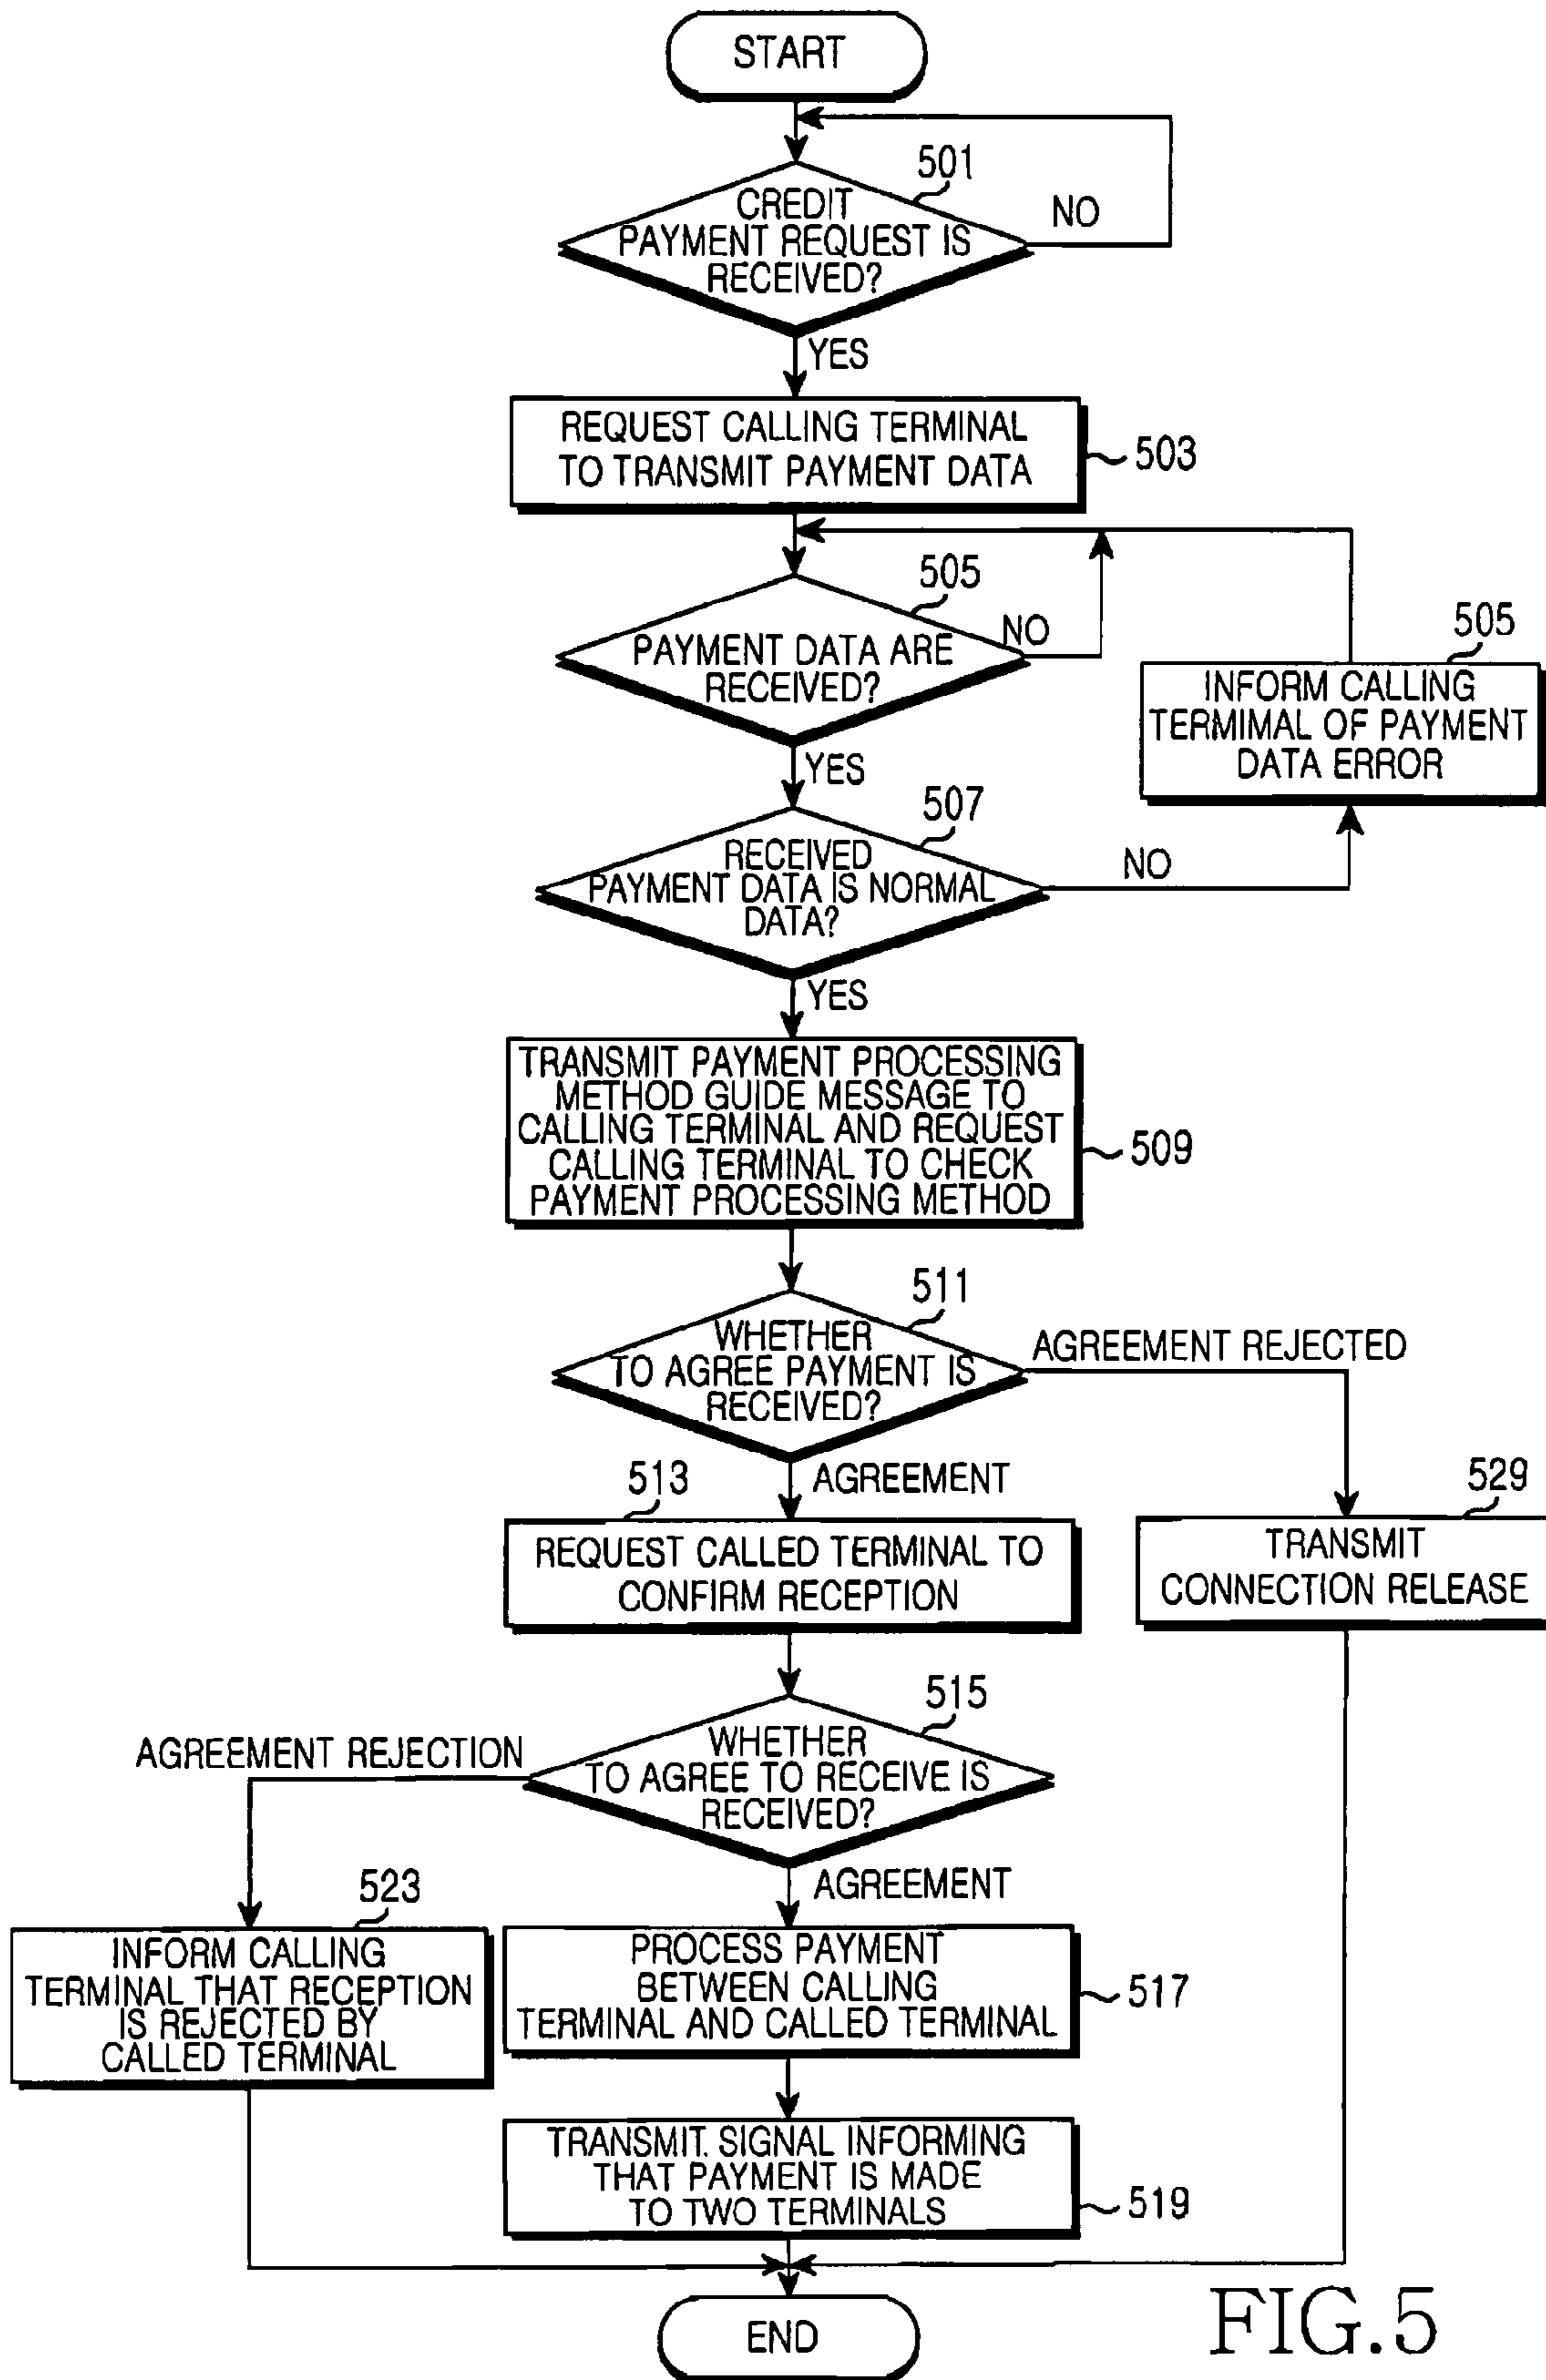 START
501
CREDIT
PAYMENT REQUEST IS
RECEIVED?
NO
YES
REQUEST CALLING TERMINAL
TO TRANSMIT PAYMENT DATA
503
505
PAYMENT DATA ARE
RECEIVED?
NO
505
INFORM CALLING
TERMIMAL OF PAYMENT
DATA ERROR
YES
507
RECEIVED
PAYMENT DATA IS NORMAL
DATA?
NO
YES
TRANSMIT PAYMENT PROCESSING
METHOD GUIDE MESSAGE TO
CALLING TERMINAL AND REQUEST
CALLING TERMINAL TO CHECK
PAYMENT PROCESSING METHOD
509
511
WHETHER
TO AGREE PAYMENT IS
RECEIVED?
AGREEMENT REJECTED
AGREEMENT
513
REQUEST CALLED TERMINAL TO
CONFIRM RECEPTION
529
TRANSMIT
CONNECTION RELEASE
515
WHETHER
TO AGREE TO RECEIVE IS
RECEIVED?
AGREEMENT REJECTION
AGREEMENT
523
INFORM CALLING
TERMINAL THAT RECEPTION
IS REJECTED BY
CALLED TERMINAL
PROCESS PAYMENT
BETWEEN CALLING
TERMINAL AND CALLED TERMINAL
517
TRANSMIT. SIGNAL INFORMING
THAT PAYMENT IS MADE
TO TWO TERMINALS
519
END
FIG.5